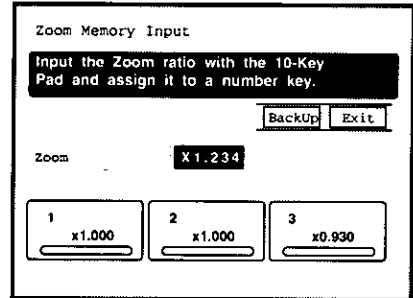 Zoom Memory Input
Input the Zoom ratio with the 10-Key
Pad and assign it to a number key.
BackUp Exit
Zoom X1.234
1 2 3
x1.000 x1.000 x0.930